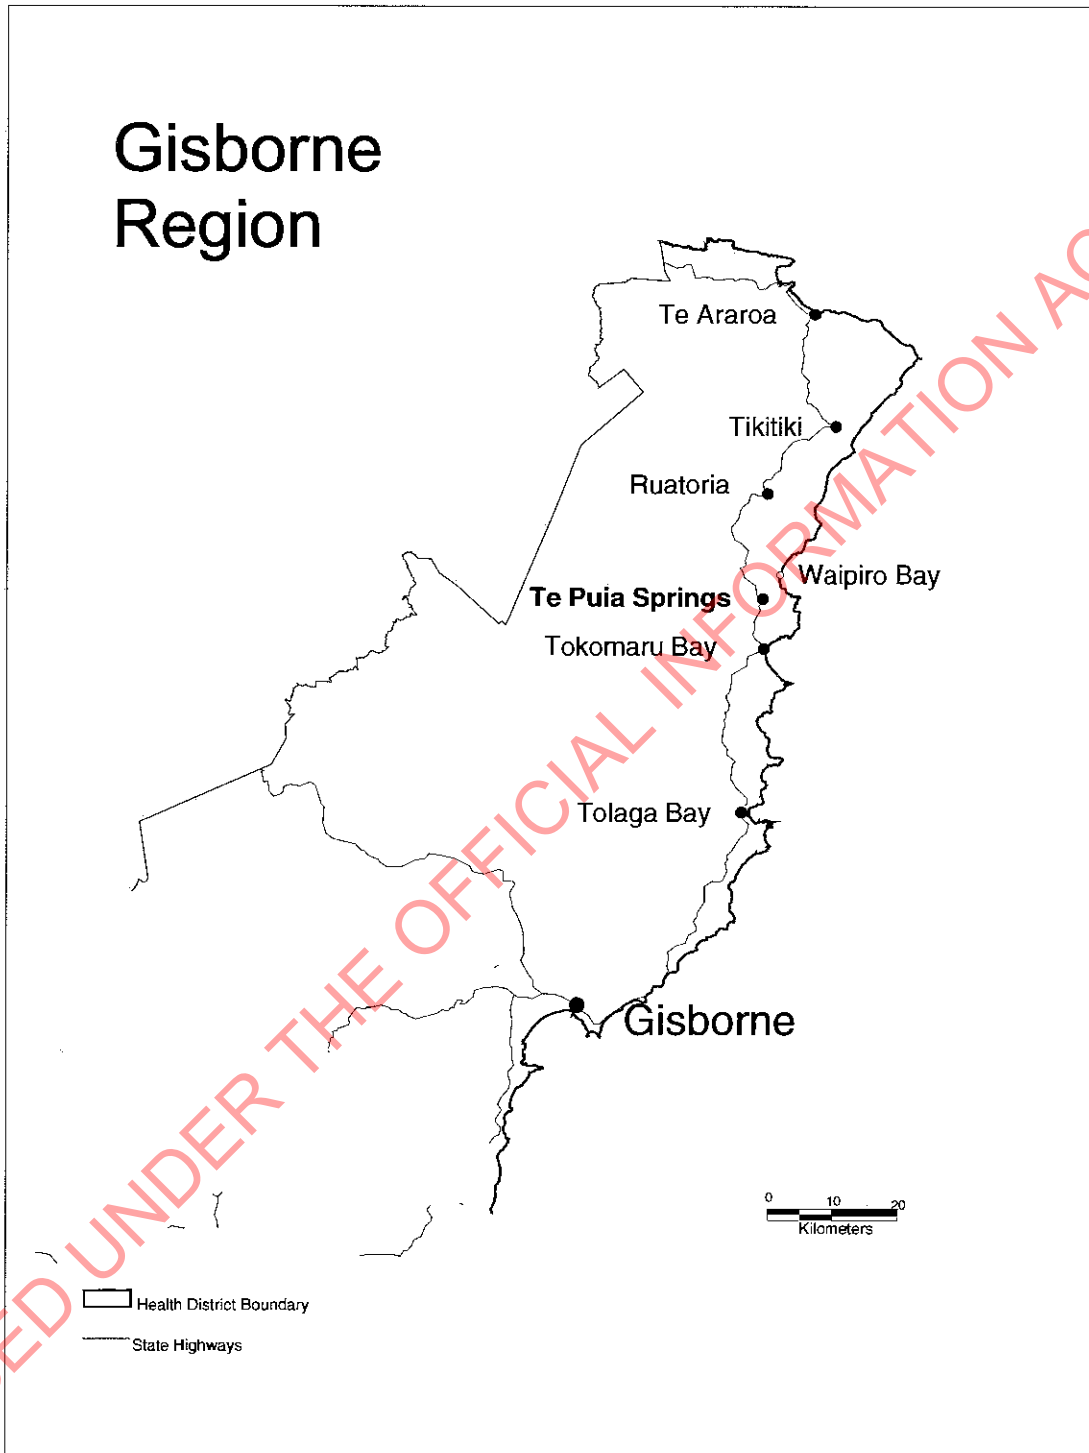 Gisborne
Region
Te Araroa
Tikitiki
Ruatoria
Waipiro Bay
Te Puia Springs
Tokomaru Bay
Tolaga Bay
Gisborne
0 10 20
Kilometers
Health District Boundary
State Highways
ED UNDER THE OFFICIAL INFORMATION AC